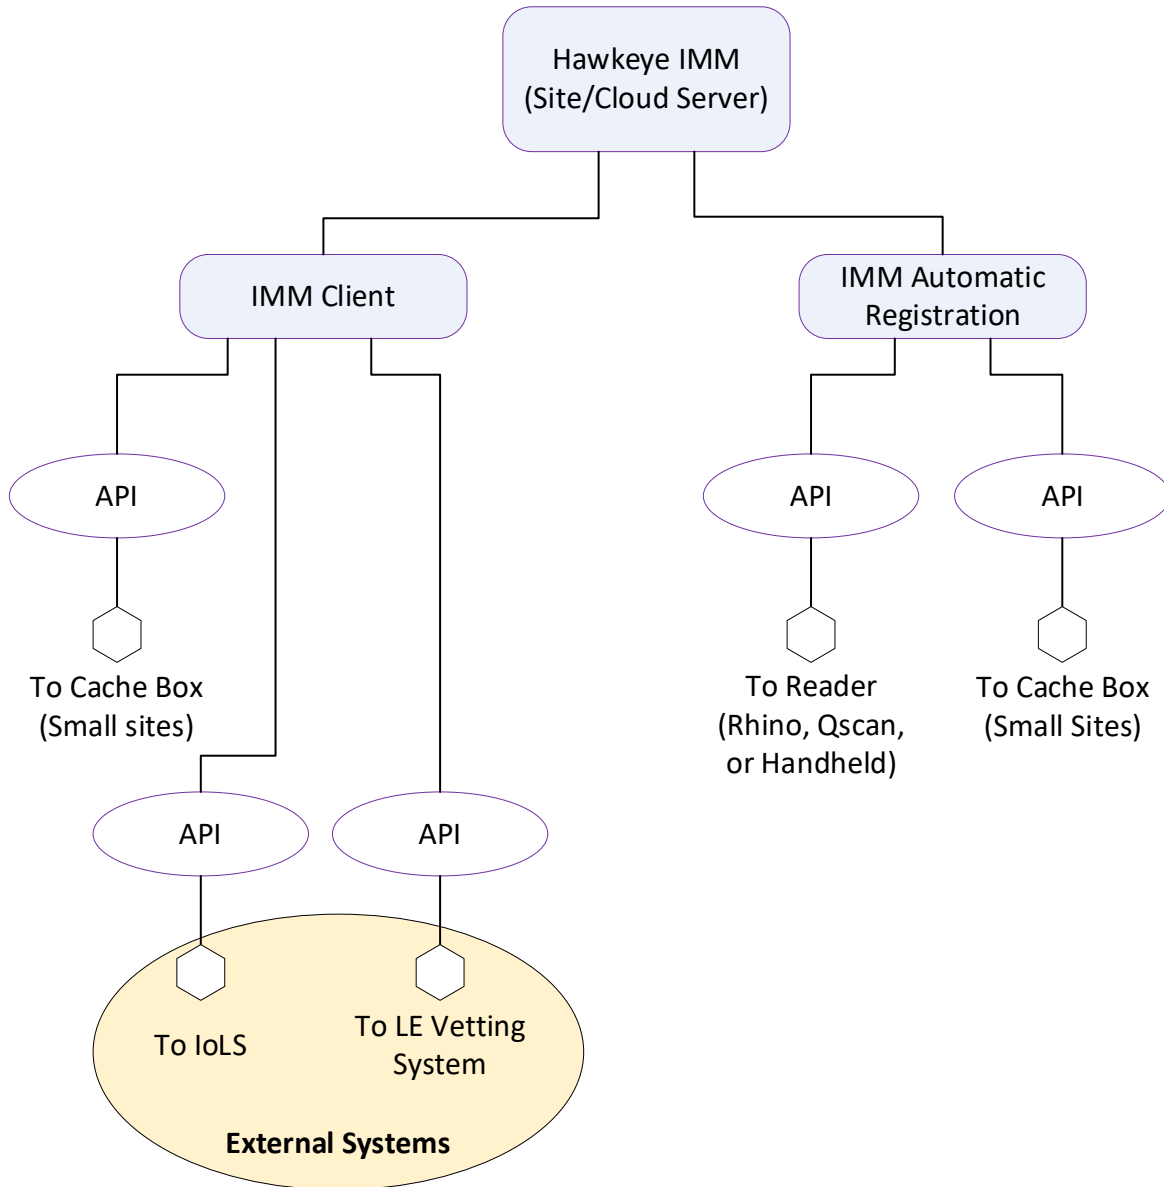 Hawkeye IMM
(Site/Cloud Server)
IMM Client
IMM Automatic
Registration
API
API
API
To Cache Box
(Small sites)
To Reader
(Rhino, Qscan,
or Handheld)
To Cache Box
(Small Sites)
API
API
To IoLS
To LE Vetting
System
External Systems